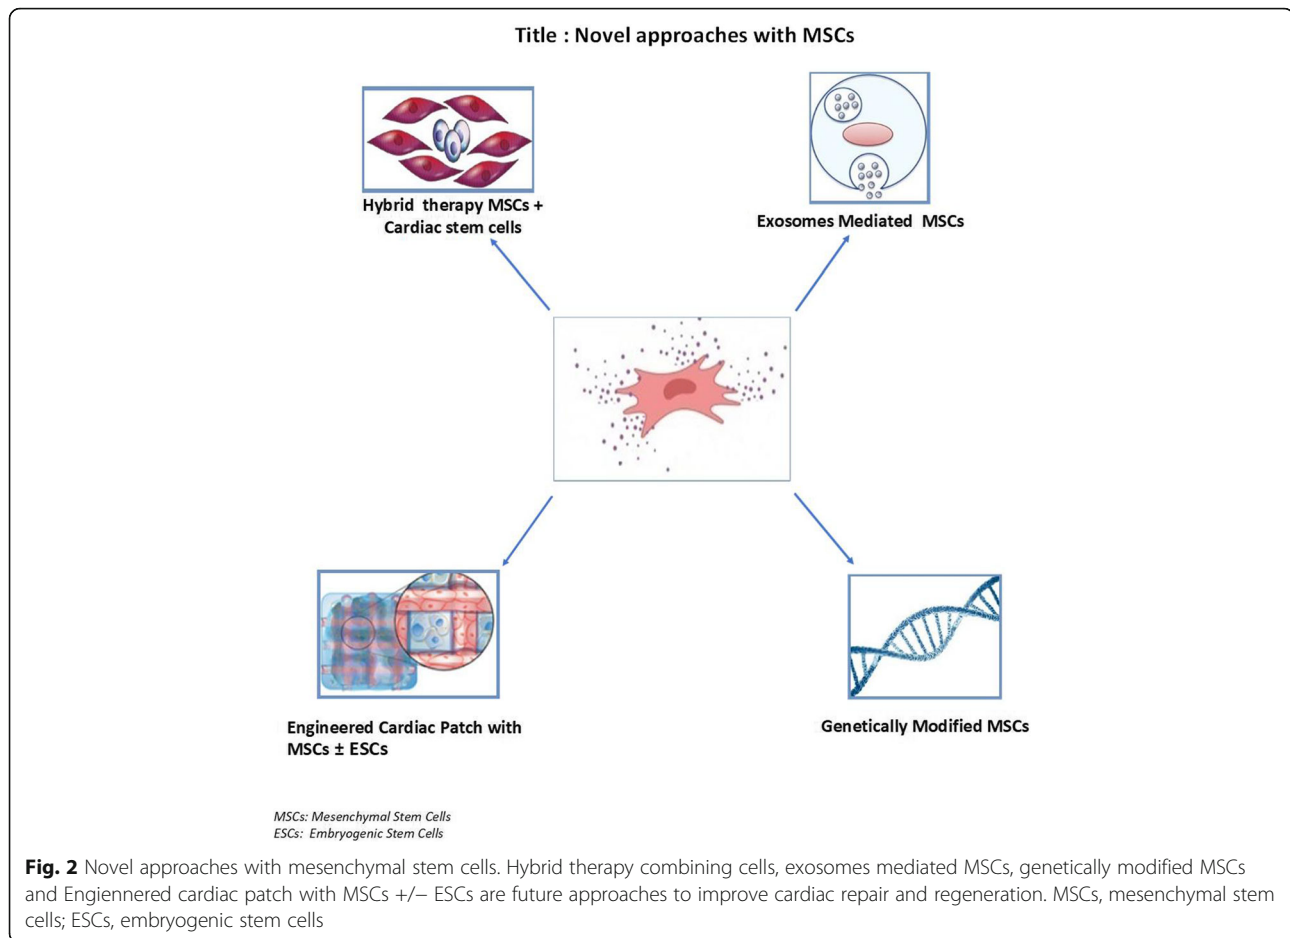 Title : Novel approaches with MSCs
Hybrid therapy MSCs +
Cardiac stem cells
Exosomes Mediated MSCs
Engineered Cardiac Patch with
MSCs ± ESCs
Genetically Modified MSCs
MSCs: Mesenchymal Stem Cells
ESCs: Embryogenic Stem Cells
Fig. 2 Novel approaches with mesenchymal stem cells. Hybrid therapy combining cells, exosomes mediated MSCs, genetically modified MSCs
and Engiennered cardiac patch with MSCs +/− ESCs are future approaches to improve cardiac repair and regeneration. MSCs, mesenchymal stem
cells; ESCs, embryogenic stem cells